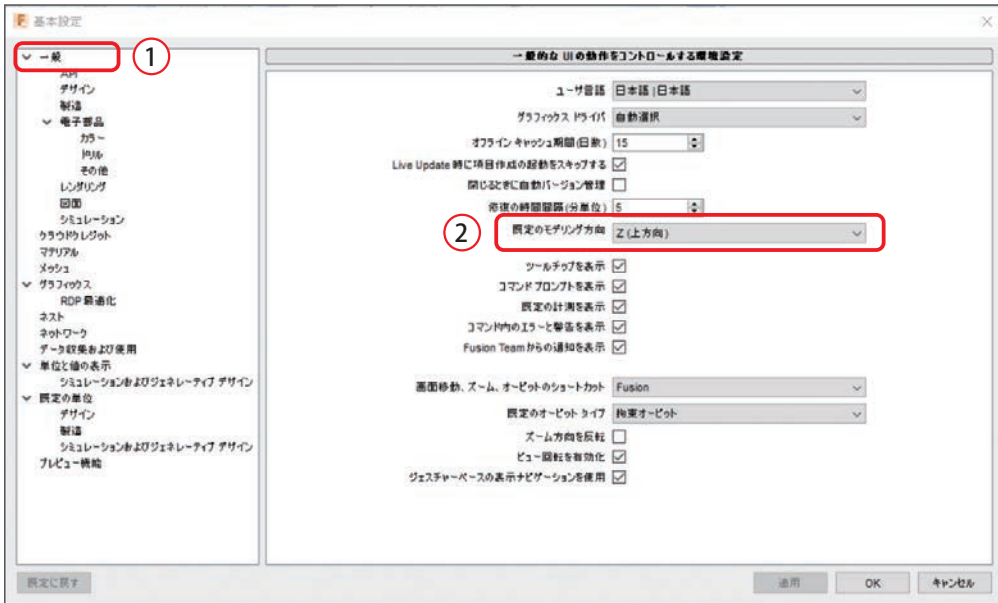 基本設定
一般
①
API
デザイン
製造
電子部品
カラー
ドリル
その他
レンダリング
図面
シミュレーション
クラウドクレジット
マテリアル
メッシュ
グラフィックス
RDP 最適化
ネスト
ネットワーク
データ収集および使用
単位と値の表示
シミュレーションおよびジェネレーティブ デザイン
既定の単位
デザイン
製造
シミュレーションおよびジェネレーティブ デザイン
プレビュー機能
一般的な UI の動作をコントロールする環境設定
ユーザ言語 日本語 | 日本語
グラフィックス ドライバ 自動選択
オフライン キャッシュ期間(日数) 15
Live Update 時に項目作成の起動をスキップする
閉じるときに自動バージョン管理
修復の時間間隔(分単位) 5
② 既定のモデリング方向 Z (上方向)
ツールチップを表示
コマンド プロンプトを表示
既定の計測を表示
コマンド内のエラーと警告を表示
Fusion Teamからの通知を表示
画面移動、ズーム、オービットのショートカット Fusion
既定のオービット タイプ 拘束オービット
ズーム方向を反転
ビュー回転を有効化
ジェスチャーベースの表示ナビゲーションを使用
既定に戻す
適用 OK キャンセル